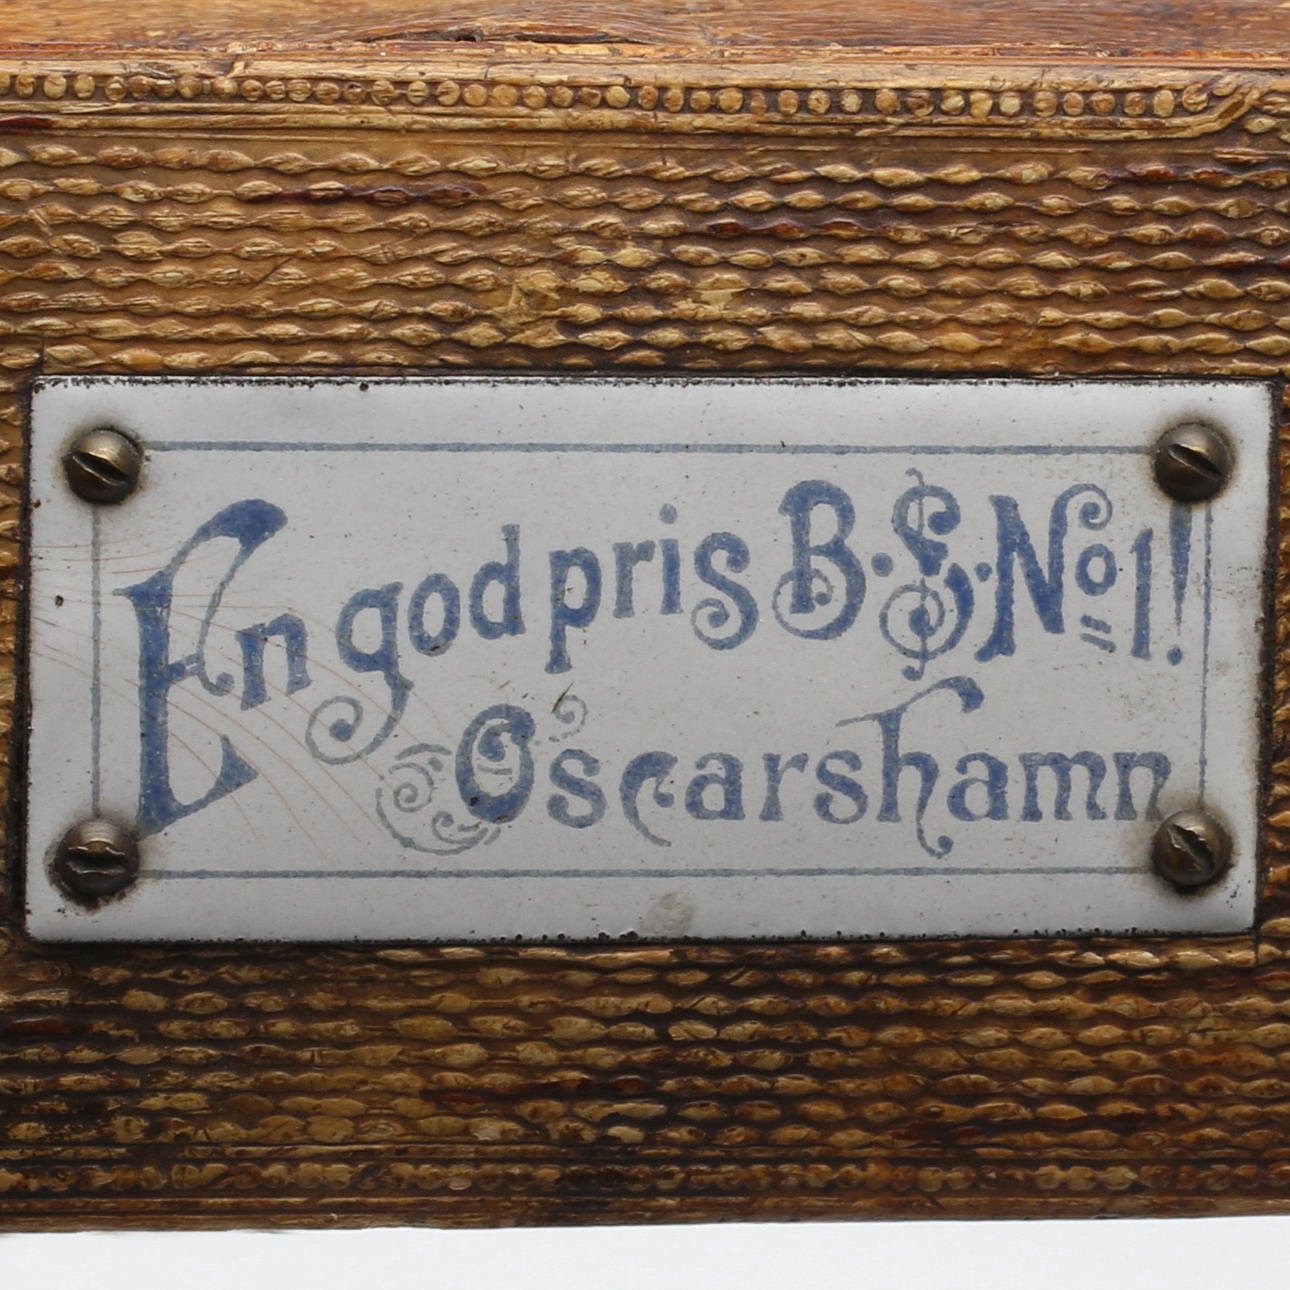 En god pris B.S. No 1!
Oscarshamn